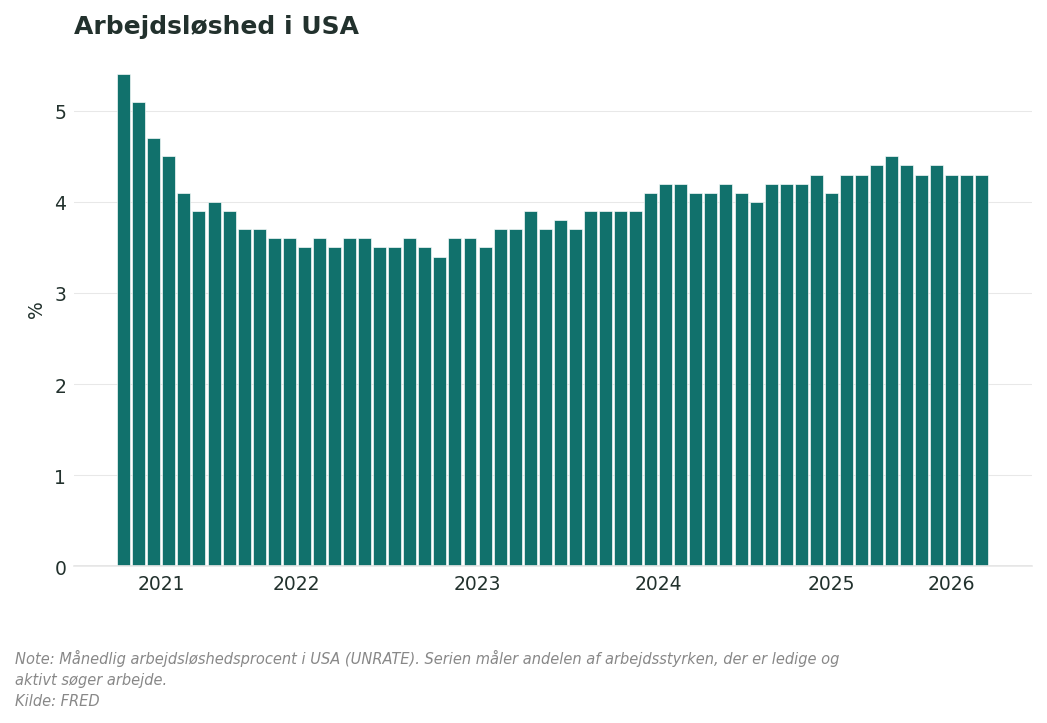 Arbejdsløshed i USA
%
5
4
3
2
1
0
2021 2022 2023 2024 2025 2026
Note: Månedlig arbejdsløshedsprocent i USA (UNRATE). Serien måler andelen af arbejdsstyrken, der er ledige og
aktivt søger arbejde.
Kilde: FRED